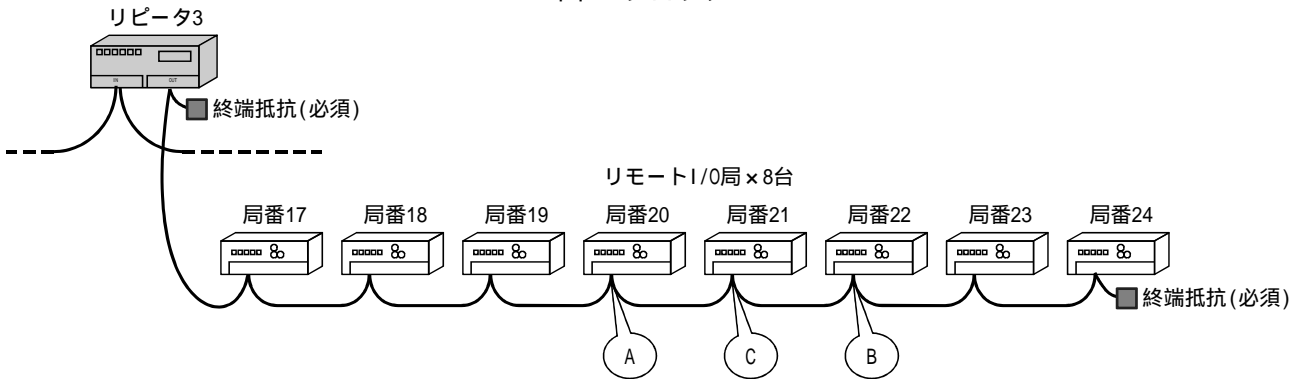 リピータ3
IN
OUT
終端抵抗(必須)
リモートI/O局×8台
局番17 局番18 局番19 局番20 局番21 局番22 局番23 局番24
終端抵抗(必須)
A C B